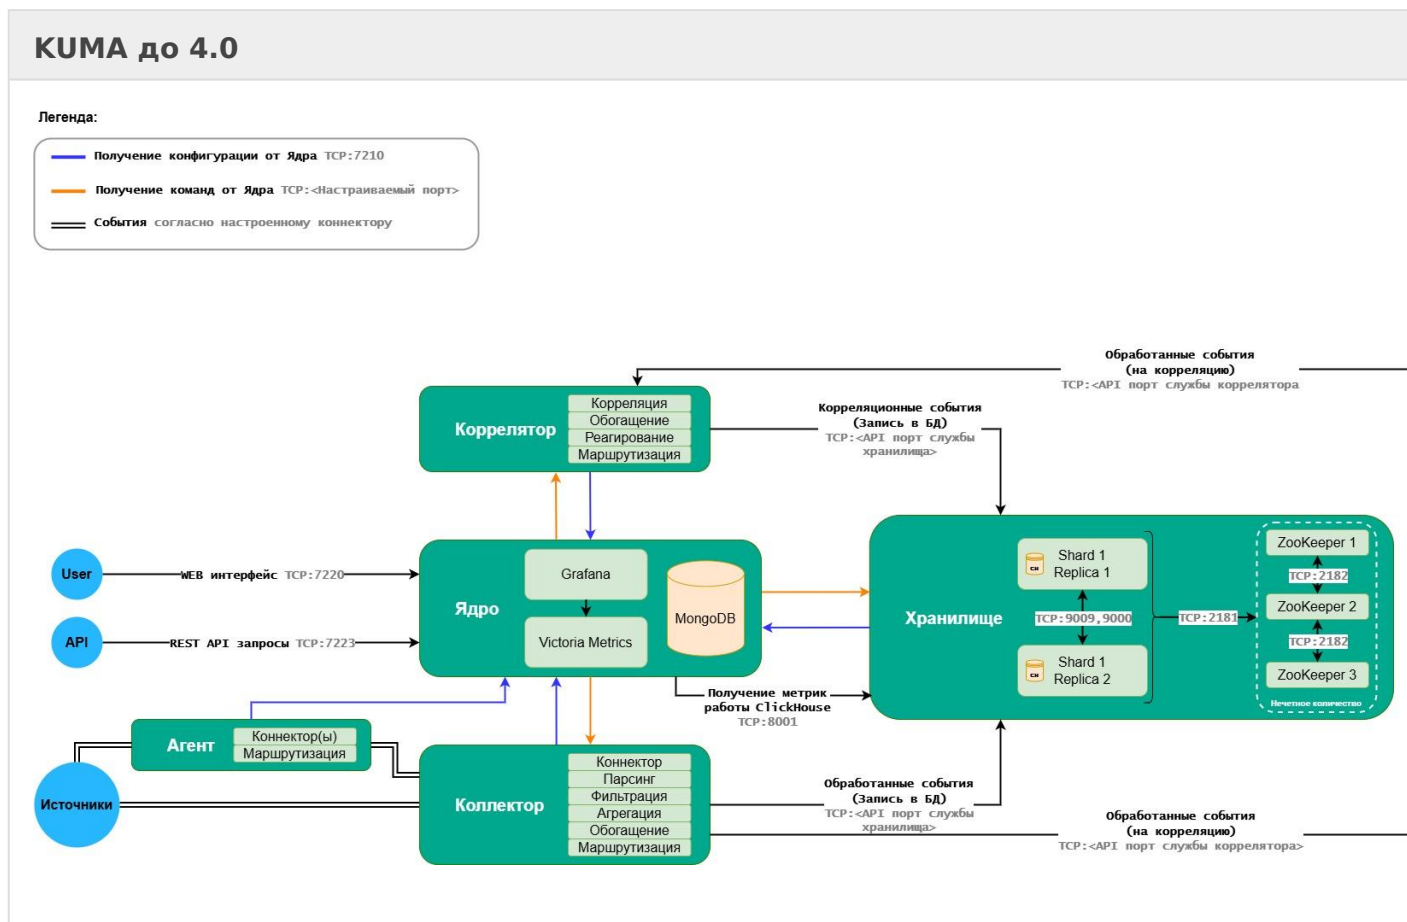 KUMA до 4.0
Легенда:
Получение конфигурации от Ядра TCP:7210
Получение команд от Ядра TCP:<Настраиваемый порт>
События согласно настроенному коннектору
Обработанные события
(на корреляцию)
TCP:<API порт службы коррелятора
Коррелятор
Корреляция
Обогащение
Реагирование
Маршрутизация
Корреляционные события
(Запись в БД)
TCP:<API порт службы
хранилища>
User
WEB интерфейс TCP:7220
API
REST API запросы TCP:7223
Ядро
Grafana
Victoria Metrics
MongoDB
Хранилище
CH
Shard 1
Replica 1
TCP:9009,9000
CH
Shard 1
Replica 2
TCP:2181
ZooKeeper 1
TCP:2182
ZooKeeper 2
TCP:2182
ZooKeeper 3
Нечетное количество
Получение метрик
работы ClickHouse
TCP:8001
Агент
Коннектор(ы)
Маршрутизация
Источники
Коллектор
Коннектор
Парсинг
Фильтрация
Агрегация
Обогащение
Маршрутизация
Обработанные события
(Запись в БД)
TCP:<API порт службы
хранилища>
Обработанные события
(на корреляцию)
TCP:<API порт службы коррелятора>